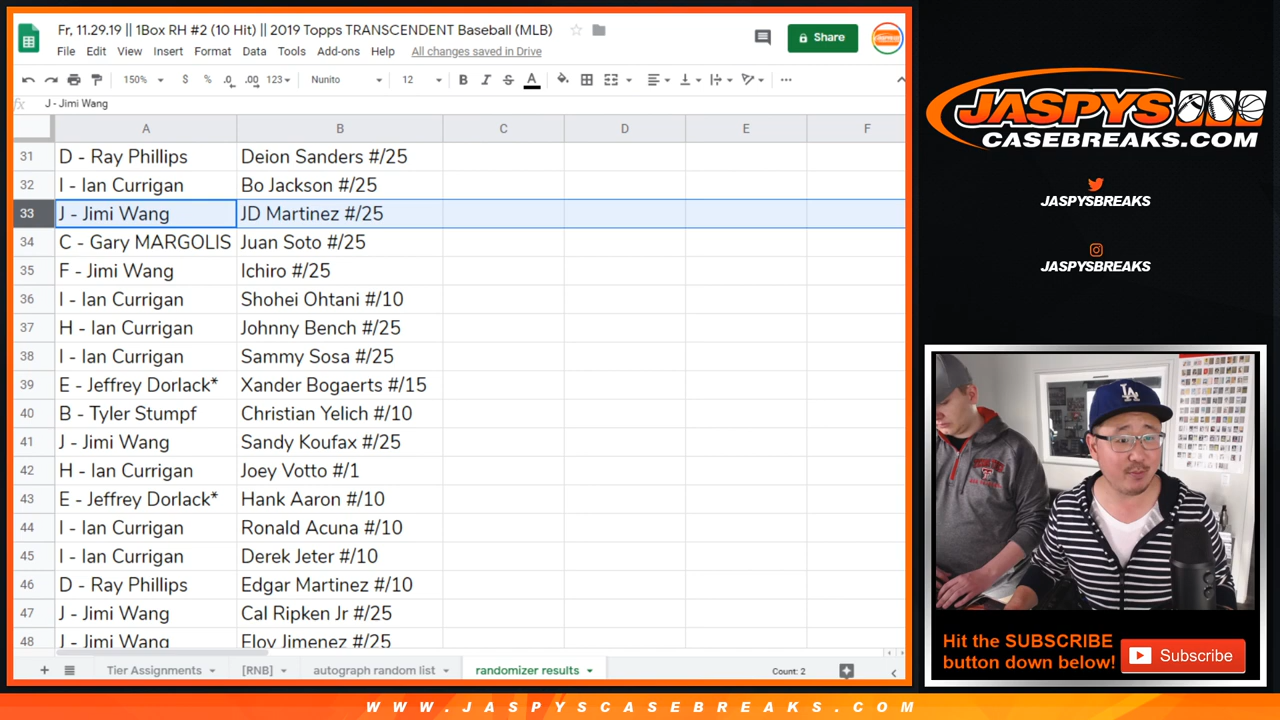 Fr, 11.29.19 || 1Box RH #2 (10 Hit) || 2019 Topps TRANSCENDENT Baseball (MLB)
File Edit View Insert Format Data Tools Add-ons Help All changes saved in Drive
Share
150% $ % .0 .00 123 Nunito 12 B I S A
fx J - Jimi Wang
A B C D E F
31 D - Ray Phillips Deion Sanders #/25
32 I - Ian Currigan Bo Jackson #/25
33 J - Jimi Wang JD Martinez #/25
34 C - Gary MARGOLIS Juan Soto #/25
35 F - Jimi Wang Ichiro #/25
36 I - Ian Currigan Shohei Ohtani #/10
37 H - Ian Currigan Johnny Bench #/25
38 I - Ian Currigan Sammy Sosa #/25
39 E - Jeffrey Dorlack* Xander Bogaerts #/15
40 B - Tyler Stumpf Christian Yelich #/10
41 J - Jimi Wang Sandy Koufax #/25
42 H - Ian Currigan Joey Votto #/1
43 E - Jeffrey Dorlack* Hank Aaron #/10
44 I - Ian Currigan Ronald Acuna #/10
45 I - Ian Currigan Derek Jeter #/10
46 D - Ray Phillips Edgar Martinez #/10
47 J - Jimi Wang Cal Ripken Jr #/25
48 J - Jimi Wang Eloy Jimenez #/25
Tier Assignments [RNB] autograph random list randomizer results Count: 2
JASPYS
CASEBREAKS.COM
JASPYSBREAKS
JASPYSBREAKS
LA
Hit the SUBSCRIBE
button down below!
Subscribe
WWW.JASPYSCASEBREAKS.COM